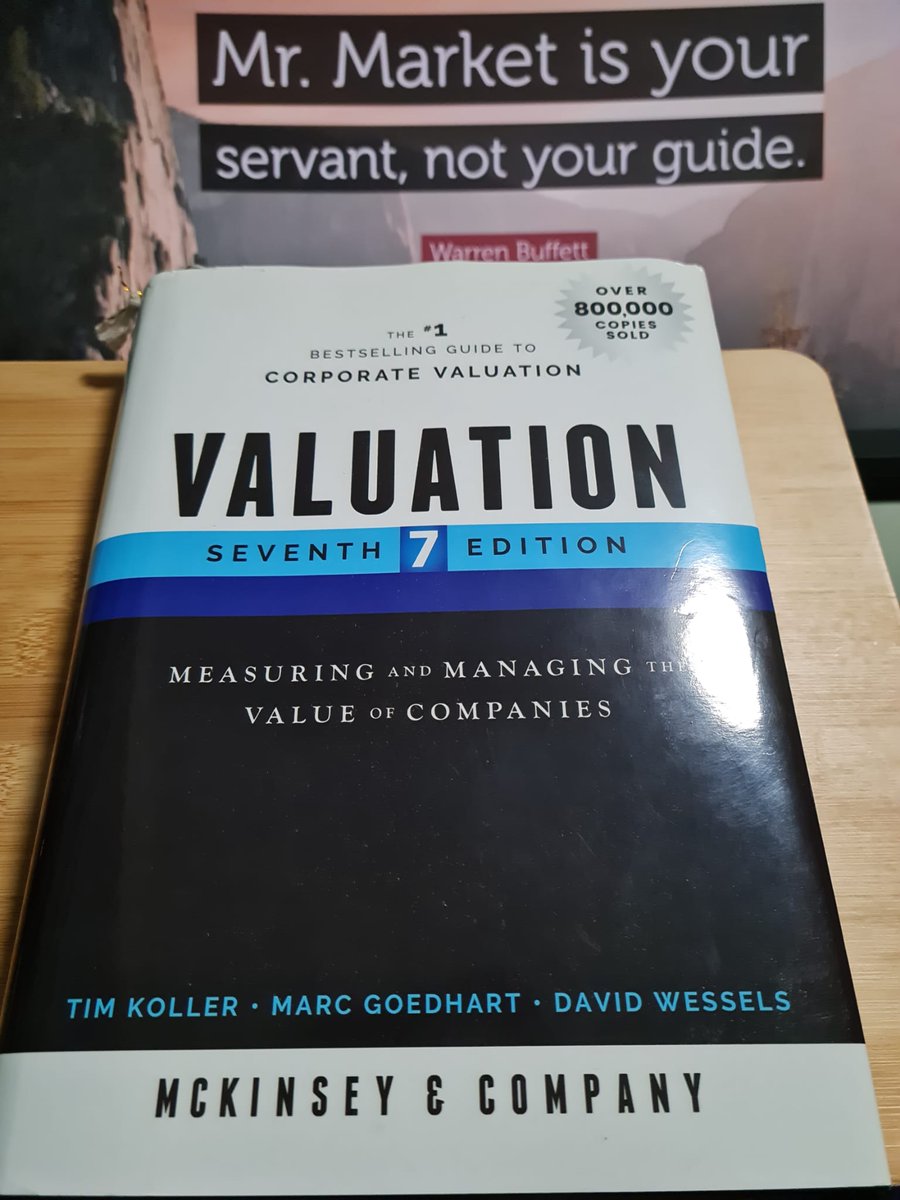 Mr. Market is your
servant, not your guide.
Warren Buffett
OVER
800,000
COPIES
SOLD
THE #1
BESTSELLING GUIDE TO
CORPORATE VALUATION
VALUATION
SEVENTH 7 EDITION
MEASURING AND MANAGING THE
VALUE OF COMPANIES
TIM KOLLER • MARC GOEDHART • DAVID WESSELS
MCKINSEY & COMPANY